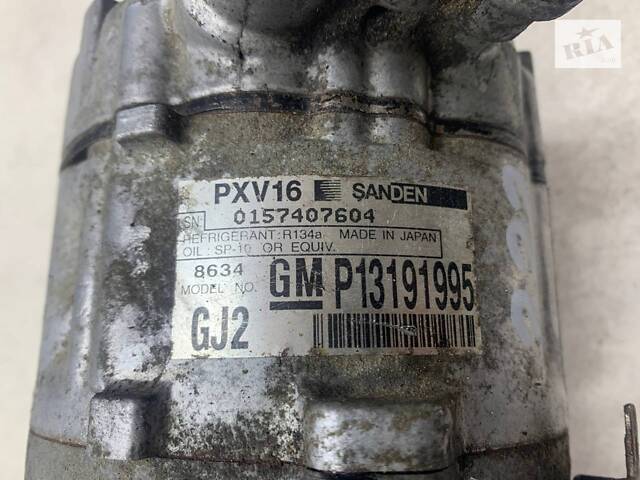 RIA
PXV16 SANDEN
SN 0157407604
REFRIGERANT:R134a MADE IN JAPAN
OIL : SP-10 OR EQUIV.
8634
MODEL NO.
GM P13191995
GJ2